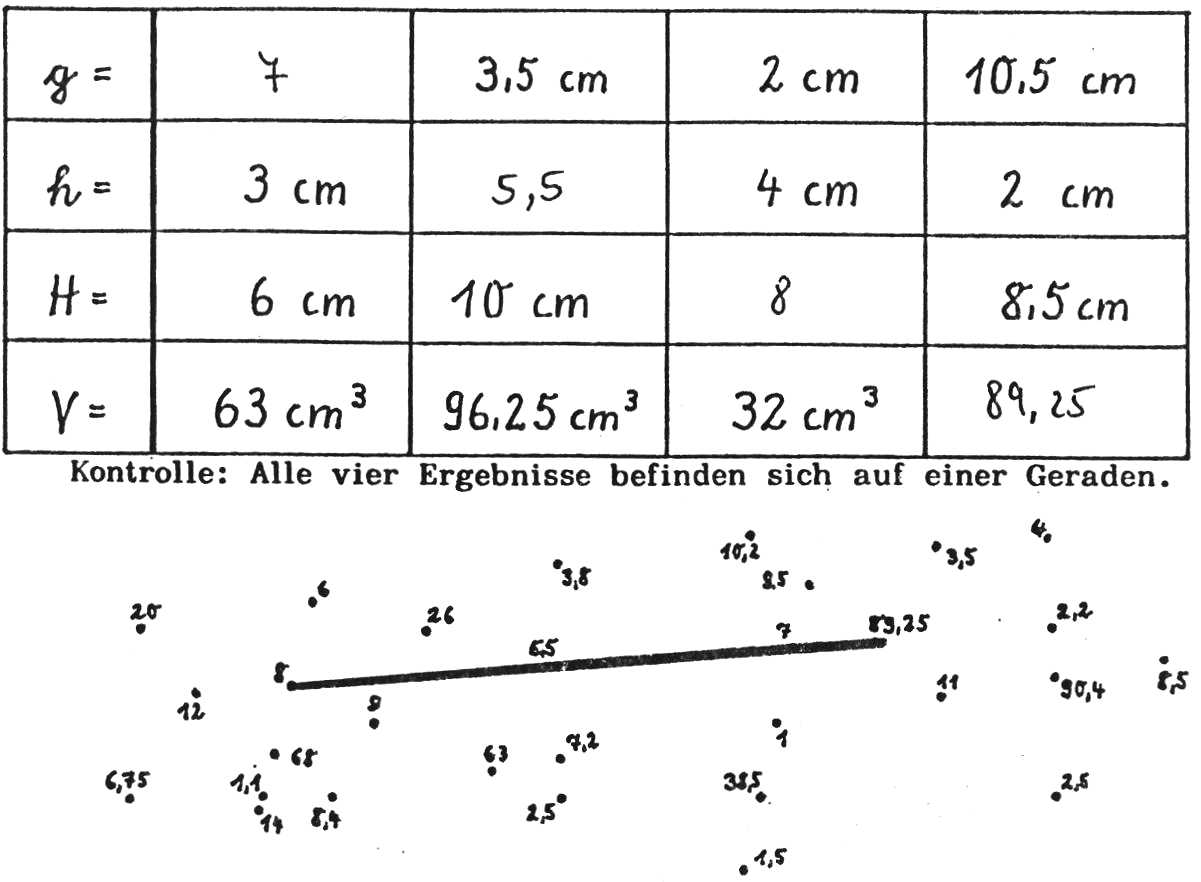 g = 7 3,5 cm 2 cm 10,5 cm
h = 3 cm 5,5 4 cm 2 cm
H = 6 cm 10 cm 8 8,5 cm
V = 63 cm³ 96,25 cm³ 32 cm³ 89,25
Kontrolle: Alle vier Ergebnisse befinden sich auf einer Geraden.
10,2 4
3,5
3,8 9,5
6
20 26 2,2
89,25
7
5,5
8 11 90,4 8,5
12 9
68 63 7,2 1
6,75 1,1 38,5 2,8
14 8,4 2,5
1,5